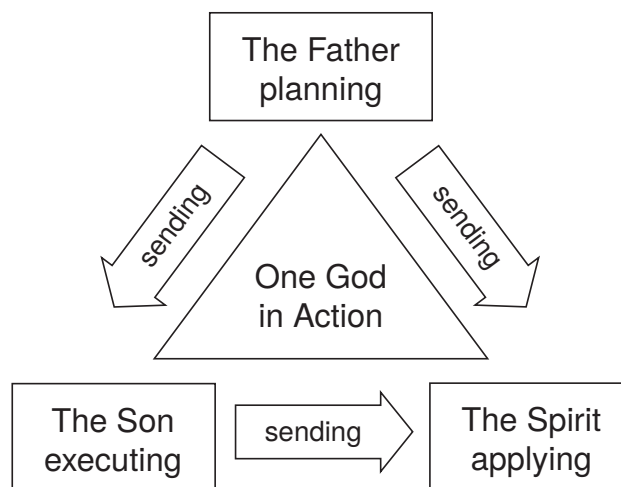 The Father
planning
sending
sending
One God
in Action
The Son
executing
sending
The Spirit
applying